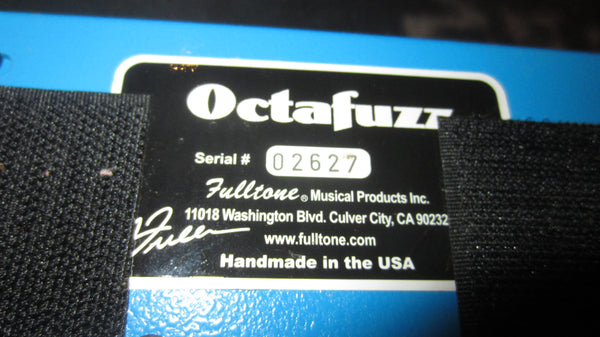 Octafuzz
Serial # 02627
Fulltone® Musical Products Inc.
11018 Washington Blvd. Culver City, CA 90232
Fuller
www.fulltone.com
Handmade in the USA